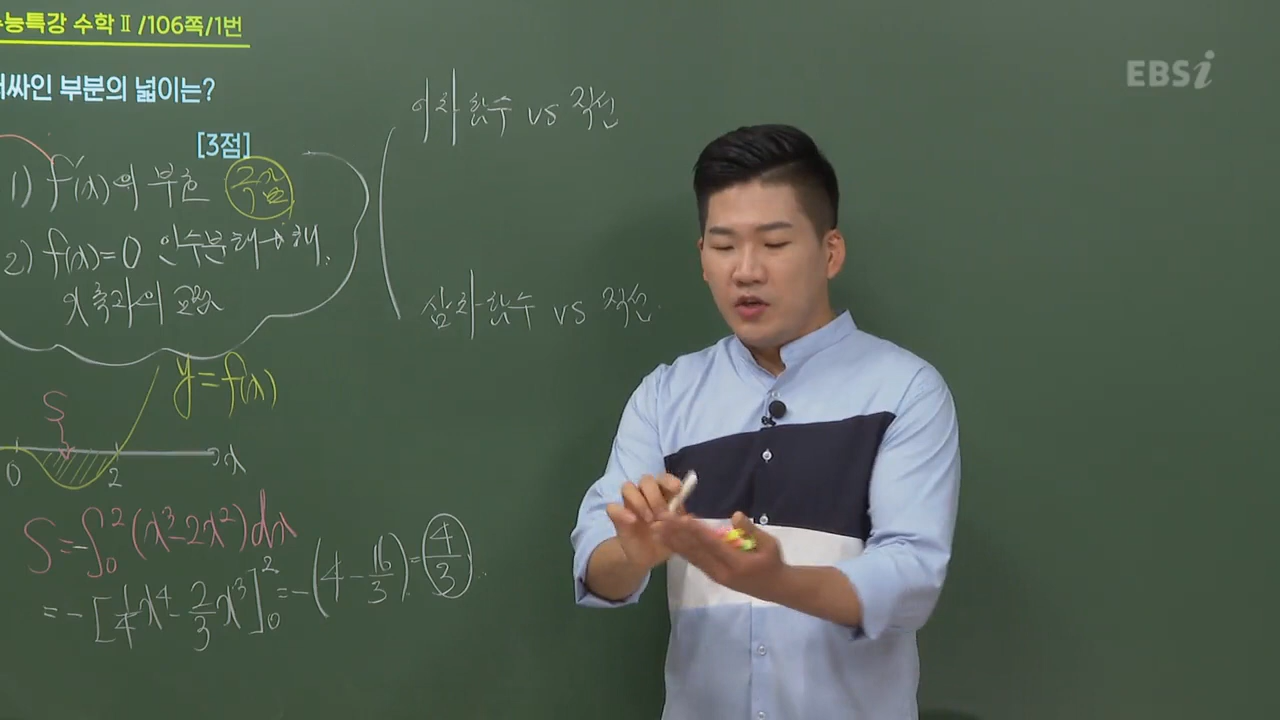 능특강 수학Ⅱ/106쪽/1번
EBSi
싸인 부분의 넓이는?
[3점]
이차함수 vs 직선
1) f'(x)의 부호
2) f(x)=0 인수분해→해.
x축과의 교점
삼차함수 vs 직선.
y=f(x)
S
0 2 x
S=-∫₀²(x³-2x²)dx
=-[1/4x⁴-2/3x³]₀²=-(4-16/3)=4/3